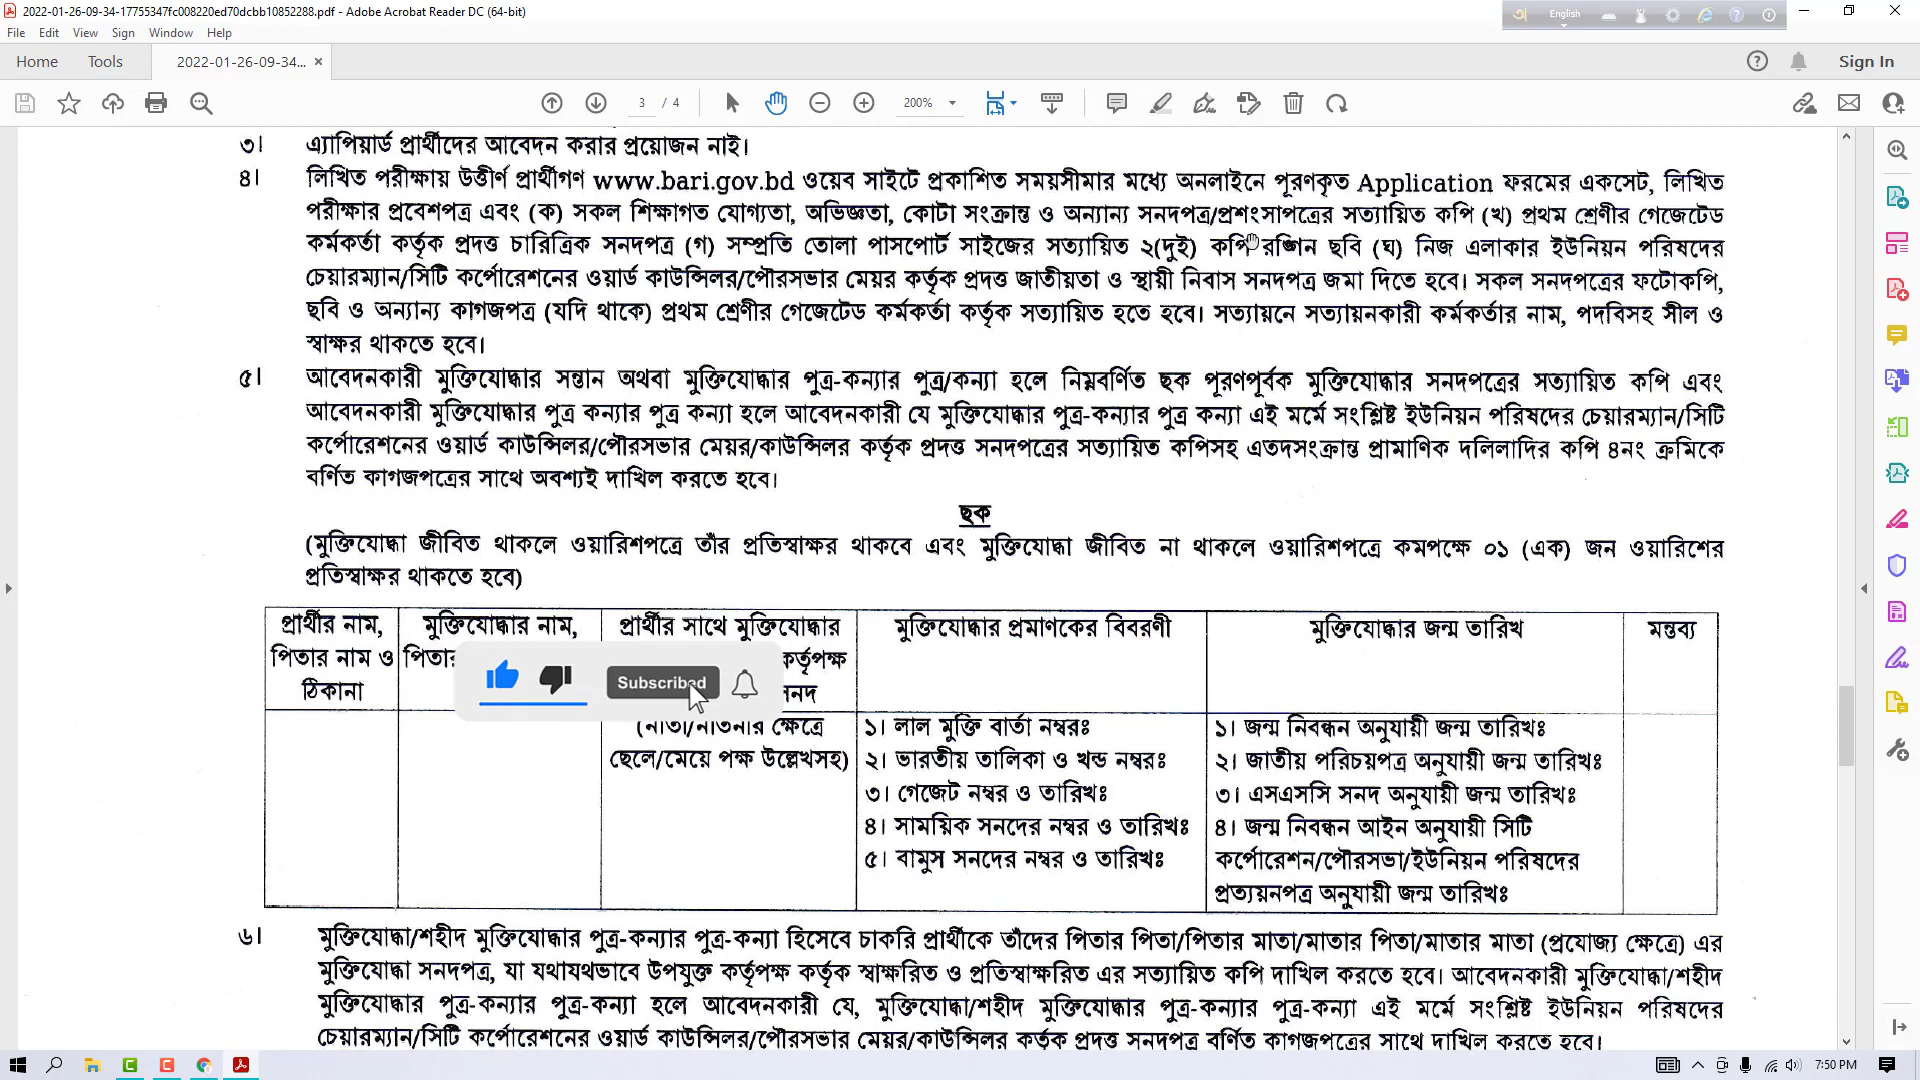 2022-01-26-09-34-17755347fc008220ed70dcbb10852288.pdf - Adobe Acrobat Reader DC (64-bit)
English
File Edit View Sign Window Help
Home Tools 2022-01-26-09-34... × Sign In
3 / 4 200%
৩। এ্যাপিয়ার্ড প্রার্থীদের আবেদন করার প্রয়োজন নাই।
৪। লিখিত পরীক্ষায় উত্তীর্ণ প্রার্থীগণ www.bari.gov.bd ওয়েব সাইটে প্রকাশিত সময়সীমার মধ্যে অনলাইনে পূরণকৃত Application ফরমের একসেট, লিখিত
পরীক্ষার প্রবেশপত্র এবং (ক) সকল শিক্ষাগত যোগ্যতা, অভিজ্ঞতা, কোটা সংক্রান্ত ও অন্যান্য সনদপত্র/প্রশংসাপত্রের সত্যায়িত কপি (খ) প্রথম শ্রেণীর গেজেটেড
কর্মকর্তা কর্তৃক প্রদত্ত চারিত্রিক সনদপত্র (গ) সম্প্রতি তোলা পাসপোর্ট সাইজের সত্যায়িত ২(দুই) কপি রঙ্গিন ছবি (ঘ) নিজ এলাকার ইউনিয়ন পরিষদের
চেয়ারম্যান/সিটি কর্পোরেশনের ওয়ার্ড কাউন্সিলর/পৌরসভার মেয়র কর্তৃক প্রদত্ত জাতীয়তা ও স্থায়ী নিবাস সনদপত্র জমা দিতে হবে। সকল সনদপত্রের ফটোকপি,
ছবি ও অন্যান্য কাগজপত্র (যদি থাকে) প্রথম শ্রেণীর গেজেটেড কর্মকর্তা কর্তৃক সত্যায়িত হতে হবে। সত্যায়নে সত্যায়নকারী কর্মকর্তার নাম, পদবিসহ সীল ও
স্বাক্ষর থাকতে হবে।
৫। আবেদনকারী মুক্তিযোদ্ধার সন্তান অথবা মুক্তিযোদ্ধার পুত্র-কন্যার পুত্র/কন্যা হলে নিম্নবর্ণিত ছক পূরণপূর্বক মুক্তিযোদ্ধার সনদপত্রের সত্যায়িত কপি এবং
আবেদনকারী মুক্তিযোদ্ধার পুত্র কন্যার পুত্র কন্যা হলে আবেদনকারী যে মুক্তিযোদ্ধার পুত্র-কন্যার পুত্র কন্যা এই মর্মে সংশ্লিষ্ট ইউনিয়ন পরিষদের চেয়ারম্যান/সিটি
কর্পোরেশনের ওয়ার্ড কাউন্সিলর/পৌরসভার মেয়র/কাউন্সিলর কর্তৃক প্রদত্ত সনদপত্রের সত্যায়িত কপিসহ এতদসংক্রান্ত প্রামাণিক দলিলাদির কপি ৪নং ক্রমিকে
বর্ণিত কাগজপত্রের সাথে অবশ্যই দাখিল করতে হবে।
ছক
(মুক্তিযোদ্ধা জীবিত থাকলে ওয়ারিশপত্রে তাঁর প্রতিস্বাক্ষর থাকবে এবং মুক্তিযোদ্ধা জীবিত না থাকলে ওয়ারিশপত্রে কমপক্ষে ০১ (এক) জন ওয়ারিশের
প্রতিস্বাক্ষর থাকতে হবে)
প্রার্থীর নাম, মুক্তিযোদ্ধার নাম, প্রার্থীর সাথে মুক্তিযোদ্ধার মুক্তিযোদ্ধার প্রমাণকের বিবরণী মুক্তিযোদ্ধার জন্ম তারিখ মন্তব্য
পিতার নাম ও কর্তৃপক্ষ
ঠিকানা
Subscribed
(নাতী/নাতনীর ক্ষেত্রে ১। লাল মুক্তি বার্তা নম্বরঃ ১। জন্ম নিবন্ধন অনুযায়ী জন্ম তারিখঃ
ছেলে/মেয়ে পক্ষ উল্লেখসহ) ২। ভারতীয় তালিকা ও খন্ড নম্বরঃ ২। জাতীয় পরিচয়পত্র অনুযায়ী জন্ম তারিখঃ
৩। গেজেট নম্বর ও তারিখঃ ৩। এসএসসি সনদ অনুযায়ী জন্ম তারিখঃ
৪। সাময়িক সনদের নম্বর ও তারিখঃ ৪। জন্ম নিবন্ধন আইন অনুযায়ী সিটি
৫। বামুস সনদের নম্বর ও তারিখঃ কর্পোরেশন/পৌরসভা/ইউনিয়ন পরিষদের
প্রত্যয়নপত্র অনুযায়ী জন্ম তারিখঃ
৬। মুক্তিযোদ্ধা/শহীদ মুক্তিযোদ্ধার পুত্র-কন্যার পুত্র-কন্যা হিসেবে চাকরি প্রার্থীকে তাঁদের পিতার পিতা/পিতার মাতা/মাতার পিতা/মাতার মাতা (প্রযোজ্য ক্ষেত্রে) এর
মুক্তিযোদ্ধা সনদপত্র, যা যথাযথভাবে উপযুক্ত কর্তৃপক্ষ কর্তৃক স্বাক্ষরিত ও প্রতিস্বাক্ষরিত এর সত্যায়িত কপি দাখিল করতে হবে। আবেদনকারী মুক্তিযোদ্ধা/শহীদ
মুক্তিযোদ্ধার পুত্র-কন্যার পুত্র-কন্যা হলে আবেদনকারী যে, মুক্তিযোদ্ধা/শহীদ মুক্তিযোদ্ধার পুত্র-কন্যার পুত্র-কন্যা এই মর্মে সংশ্লিষ্ট ইউনিয়ন পরিষদের
চেয়ারম্যান/সিটি কর্পোরেশনের ওয়ার্ড কাউন্সিলর/পৌরসভার মেয়র/কাউন্সিলর কর্তৃক প্রদত্ত সনদপত্র বর্ণিত কাগজপত্রের সাথে দাখিল করতে হবে।
7:50 PM